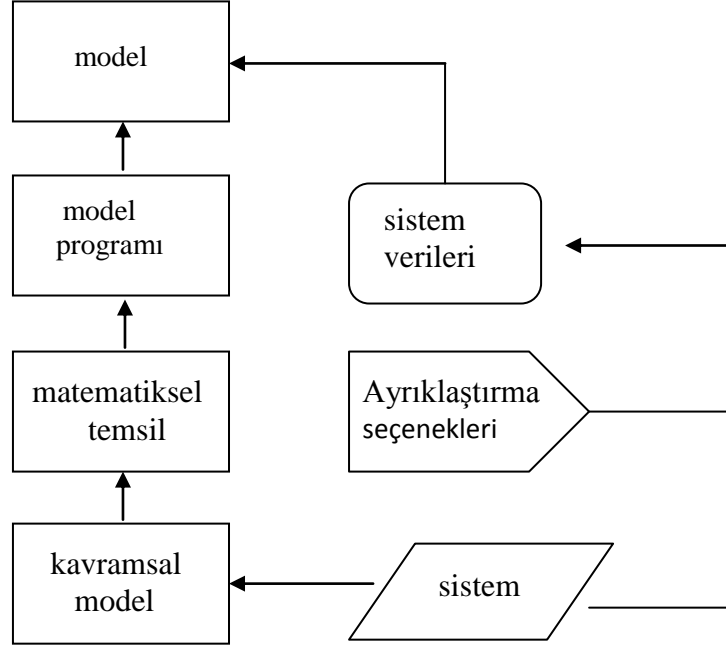 model
model
programı
sistem
verileri
matematiksel
temsil
Ayrıklaştırma
seçenekleri
kavramsal
model
sistem